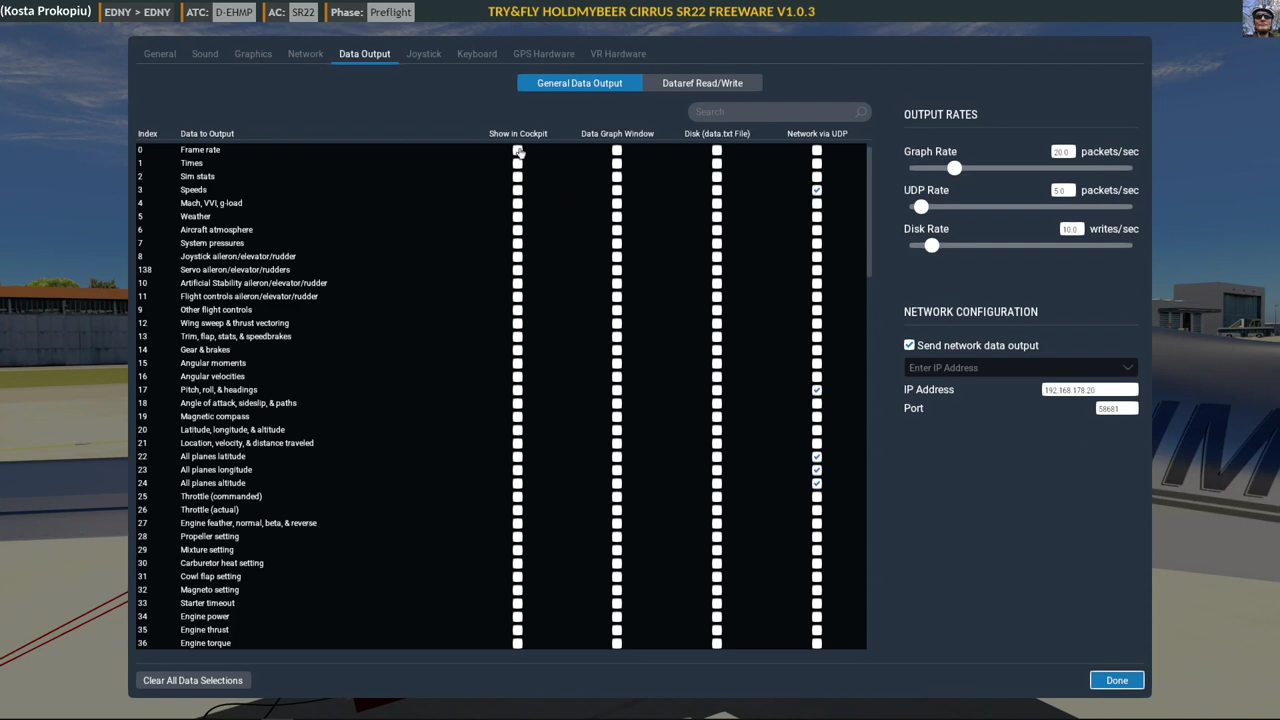 (Kosta Prokopiu) EDNY > EDNY ATC: D-EHMP AC: SR22 Phase: Preflight TRY&FLY HOLDMYBEER CIRRUS SR22 FREEWARE V1.0.3
General Sound Graphics Network Data Output Joystick Keyboard GPS Hardware VR Hardware
General Data Output Dataref Read/Write
Search
Index Data to Output Show in Cockpit Data Graph Window Disk (data.txt File) Network via UDP
0 Frame rate
1 Times
2 Sim stats
3 Speeds
4 Mach, VVI, g-load
5 Weather
6 Aircraft atmosphere
7 System pressures
8 Joystick aileron/elevator/rudder
138 Servo aileron/elevator/rudders
10 Artificial Stability aileron/elevator/rudder
11 Flight controls aileron/elevator/rudder
9 Other flight controls
12 Wing sweep & thrust vectoring
13 Trim, flap, stats, & speedbrakes
14 Gear & brakes
15 Angular moments
16 Angular velocities
17 Pitch, roll, & headings
18 Angle of attack, sideslip, & paths
19 Magnetic compass
20 Latitude, longitude, & altitude
21 Location, velocity, & distance traveled
22 All planes latitude
23 All planes longitude
24 All planes altitude
25 Throttle (commanded)
26 Throttle (actual)
27 Engine feather, normal, beta, & reverse
28 Propeller setting
29 Mixture setting
30 Carburetor heat setting
31 Cowl flap setting
32 Magneto setting
33 Starter timeout
34 Engine power
35 Engine thrust
36 Engine torque
OUTPUT RATES
Graph Rate 20.0 packets/sec
UDP Rate 5.0 packets/sec
Disk Rate 10.0 writes/sec
NETWORK CONFIGURATION
Send network data output
Enter IP Address
IP Address 192.168.178.20
Port 58681
Clear All Data Selections
Done